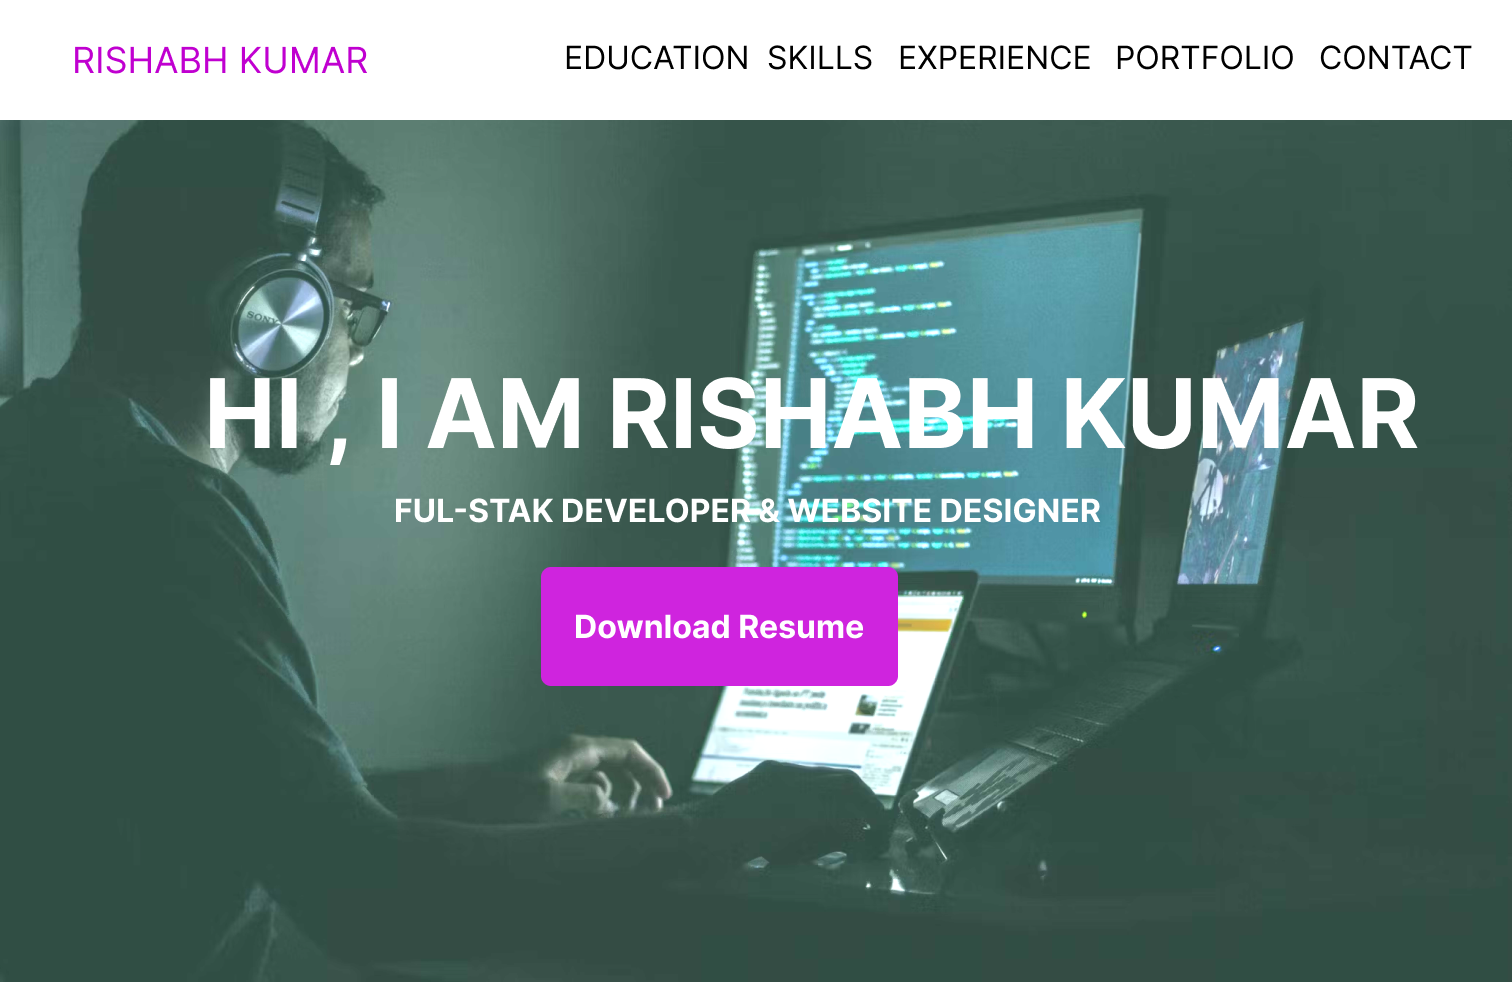 RISHABH KUMAR
EDUCATION SKILLS EXPERIENCE PORTFOLIO CONTACT
SONY
HI , I AM RISHABH KUMAR
FUL-STAK DEVELOPER & WEBSITE DESIGNER
Download Resume